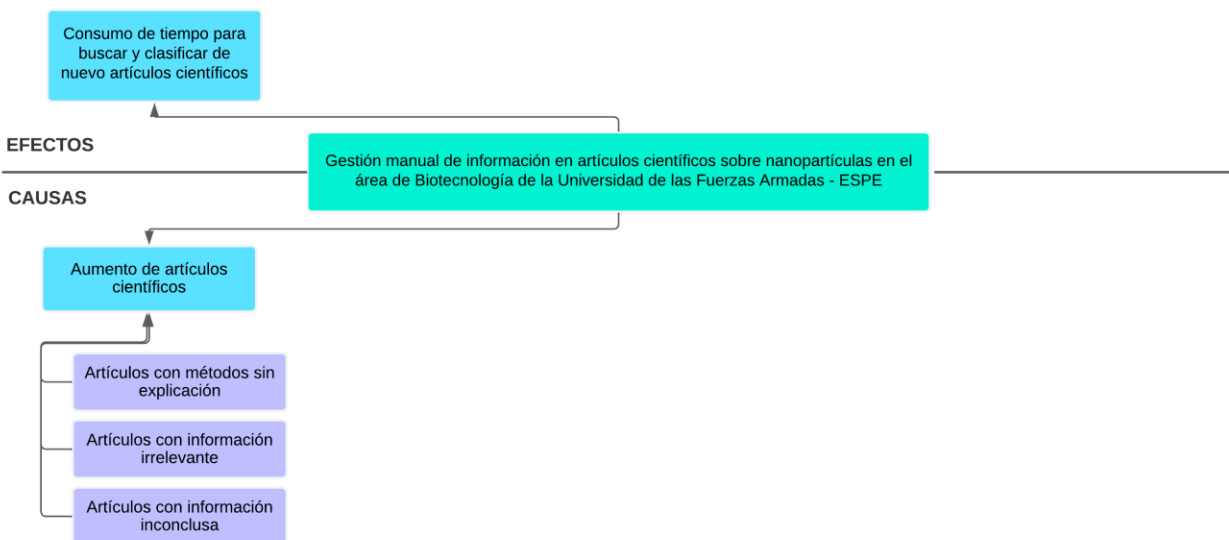 Consumo de tiempo para
buscar y clasificar de
nuevo artículos científicos
EFECTOS
Gestión manual de información en artículos científicos sobre nanopartículas en el
área de Biotecnología de la Universidad de las Fuerzas Armadas - ESPE
CAUSAS
Aumento de artículos
científicos
Artículos con métodos sin
explicación
Artículos con información
irrelevante
Artículos con información
inconclusa